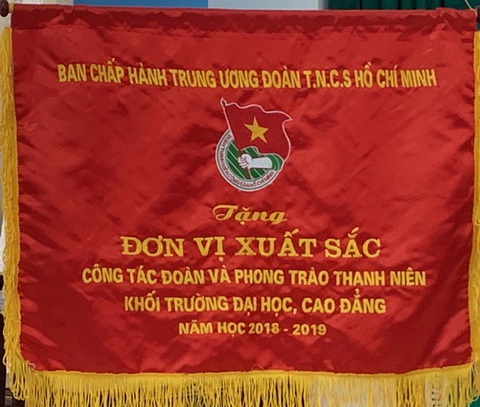 BAN CHẤP HÀNH TRUNG ƯƠNG ĐOÀN T.N.C.S HỒ CHÍ MINH
Tặng
ĐƠN VỊ XUẤT SẮC
CÔNG TÁC ĐOÀN VÀ PHONG TRÀO THANH NIÊN
KHỐI TRƯỜNG ĐẠI HỌC, CAO ĐẲNG
NĂM HỌC 2018 - 2019